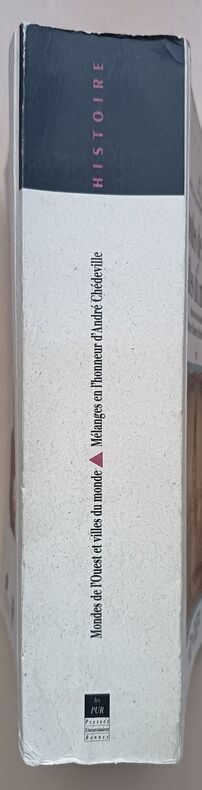 HISTOIRE
Mondes de l'Ouest et villes du monde Mélanges en l'honneur d'André Chédeville
les
PUR
Presses
Universitaires
Rennes